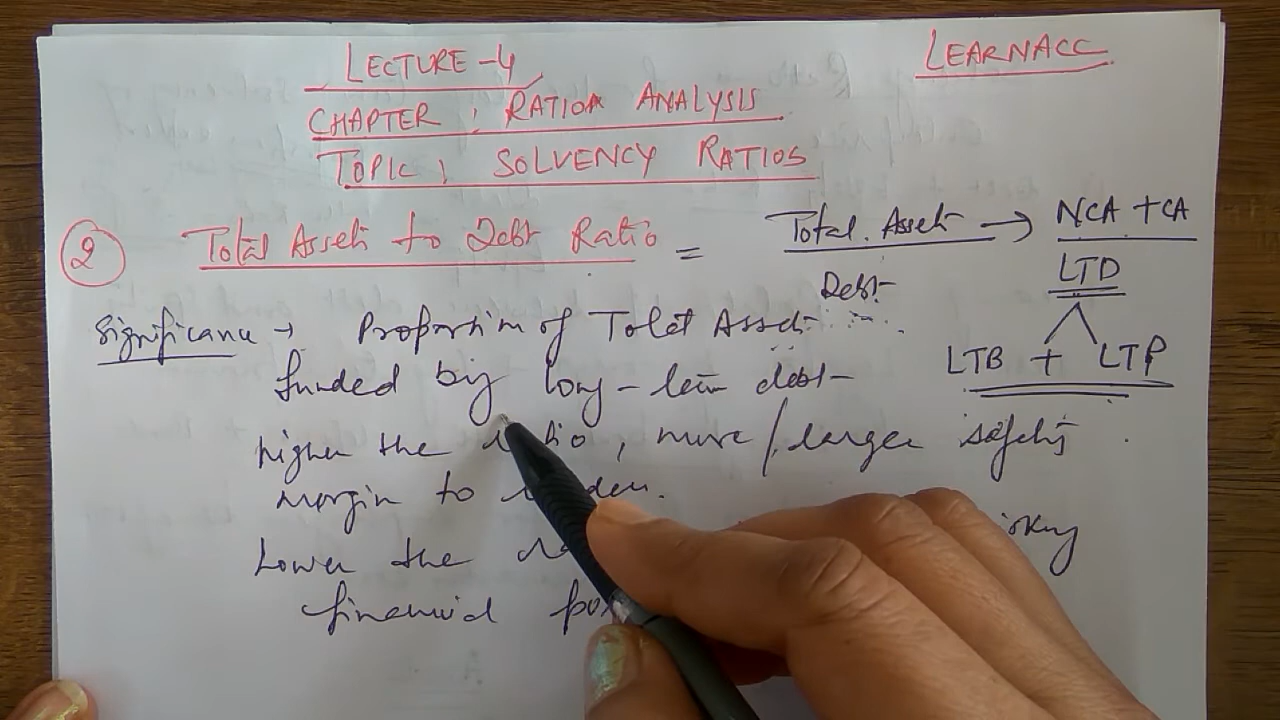 LECTURE-4
LEARNACC
CHAPTER : RATIO ANALYSIS
TOPIC : SOLVENCY RATIOS
2 Total Assets to Debt Ratio = Total Assets → NCA + CA
Debt LTD
LTB + LTP
Significance → Proportion of Total Assets
funded by long-term debt
higher the ratio, more/larger safety
margin to
Lower the
financial